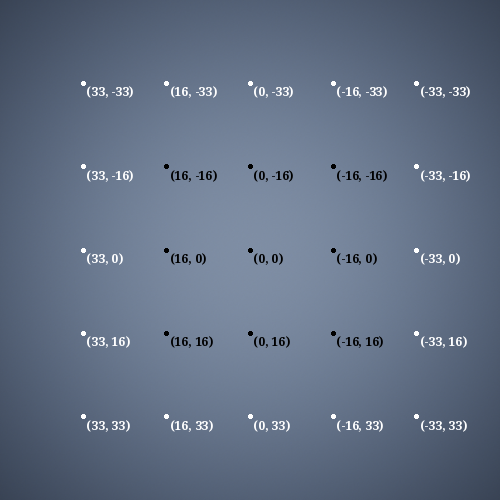 (33, -33) (16, -33) (0, -33) (-16, -33) (-33, -33)
(33, -16) (16, -16) (0, -16) (-16, -16) (-33, -16)
(33, 0) (16, 0) (0, 0) (-16, 0) (-33, 0)
(33, 16) (16, 16) (0, 16) (-16, 16) (-33, 16)
(33, 33) (16, 33) (0, 33) (-16, 33) (-33, 33)